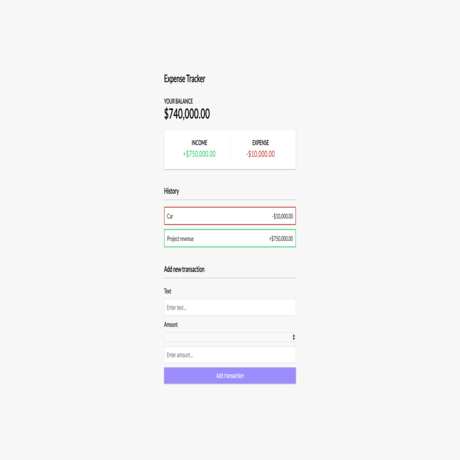 Expense Tracker
YOUR BALANCE
$740,000.00
INCOME EXPENSE
+$750,000.00 -$10,000.00
History
Car -$10,000.00
Project revenue +$750,000.00
Add new transaction
Text
Enter text...
Amount
Enter amount...
Add transaction